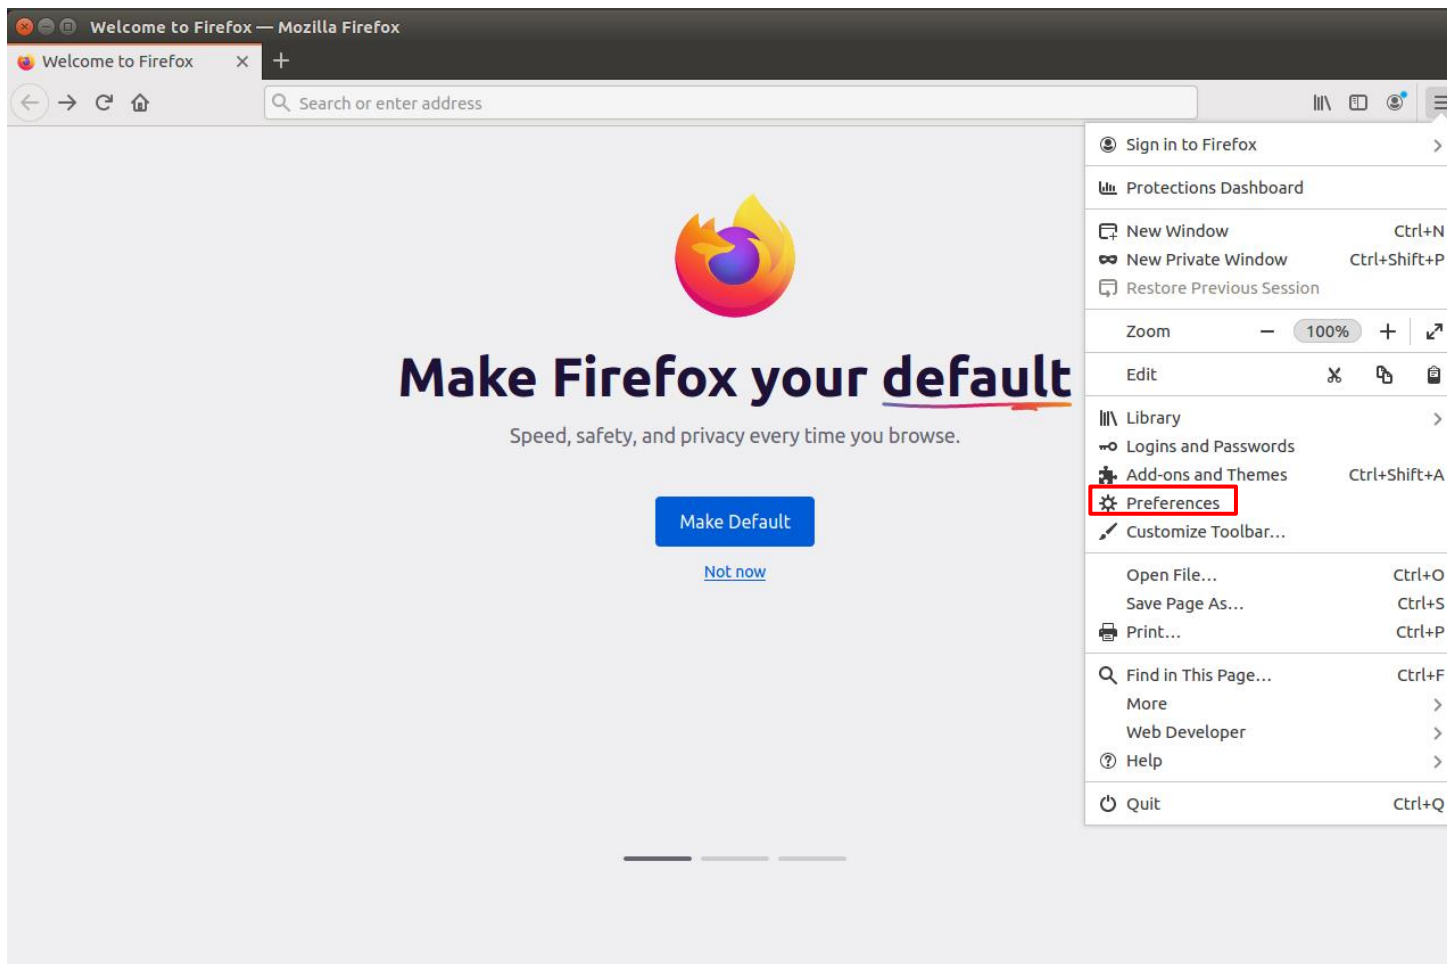 Welcome to Firefox — Mozilla Firefox
Welcome to Firefox
Search or enter address
Sign in to Firefox
Protections Dashboard
New Window Ctrl+N
New Private Window Ctrl+Shift+P
Restore Previous Session
Zoom 100%
Edit
Library
Logins and Passwords
Add-ons and Themes Ctrl+Shift+A
Preferences
Customize Toolbar...
Open File... Ctrl+O
Save Page As... Ctrl+S
Print... Ctrl+P
Find in This Page... Ctrl+F
More
Web Developer
Help
Quit Ctrl+Q
Make Firefox your default
Speed, safety, and privacy every time you browse.
Make Default
Not now